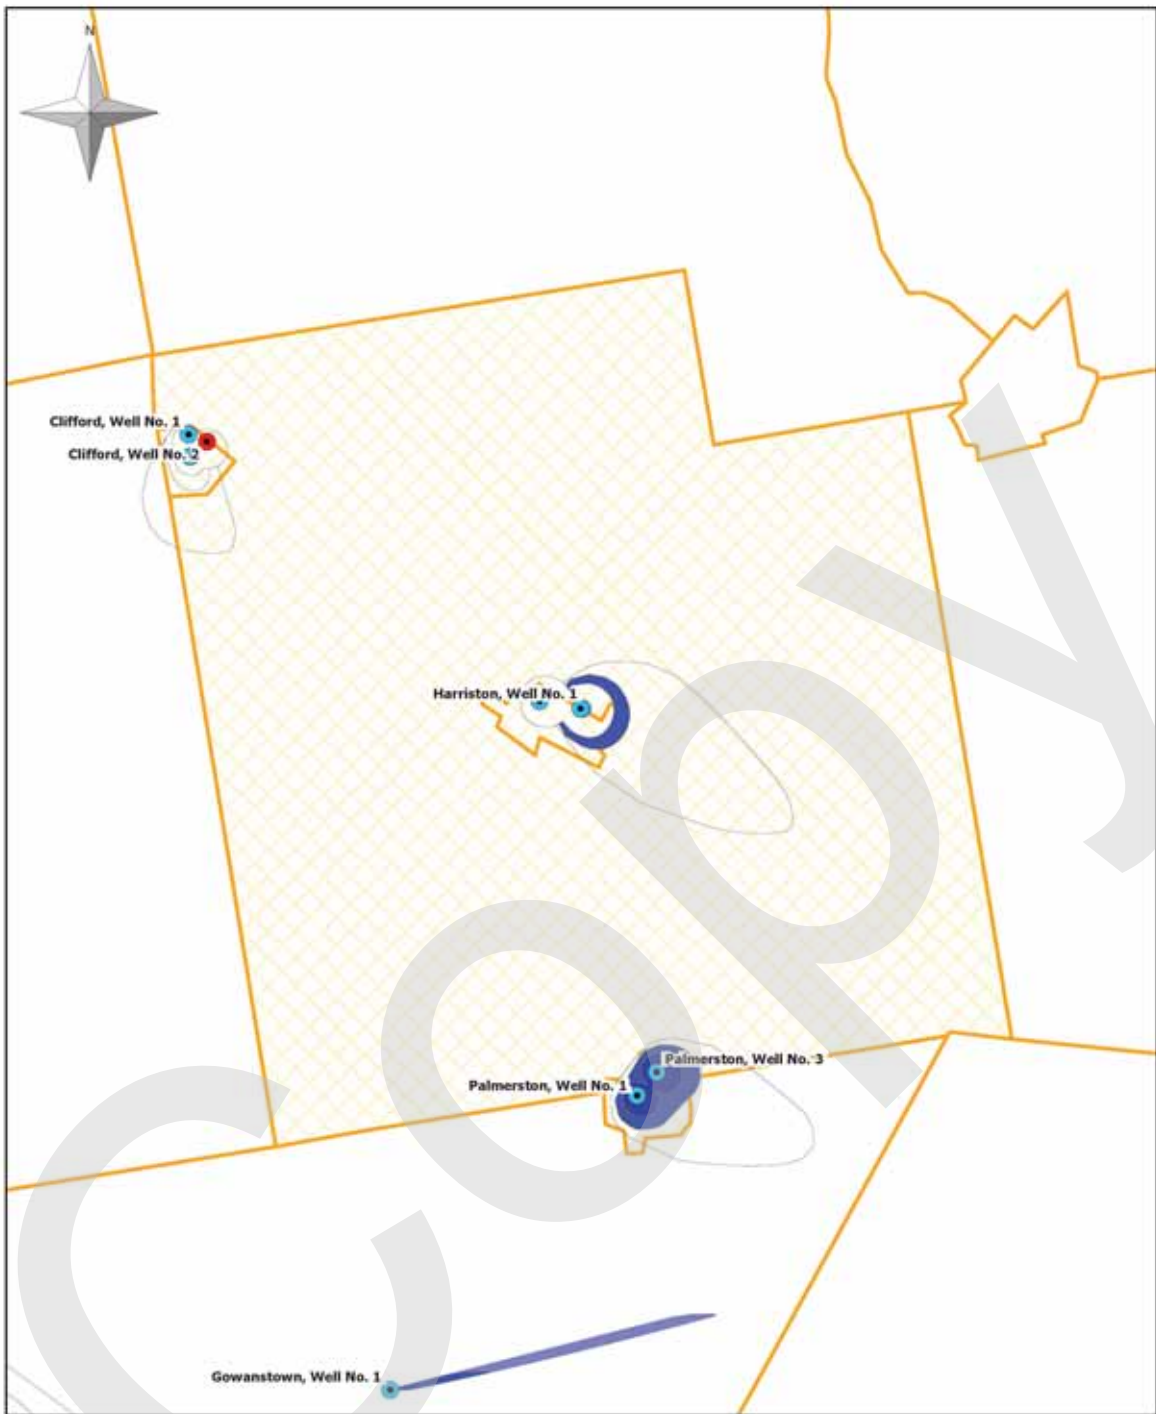 N
Clifford, Well No. 1
Clifford, Well No. 2
Harriston, Well No. 1
Palmerston, Well No. 3
Palmerston, Well No. 1
Gowanstown, Well No. 1
Copy